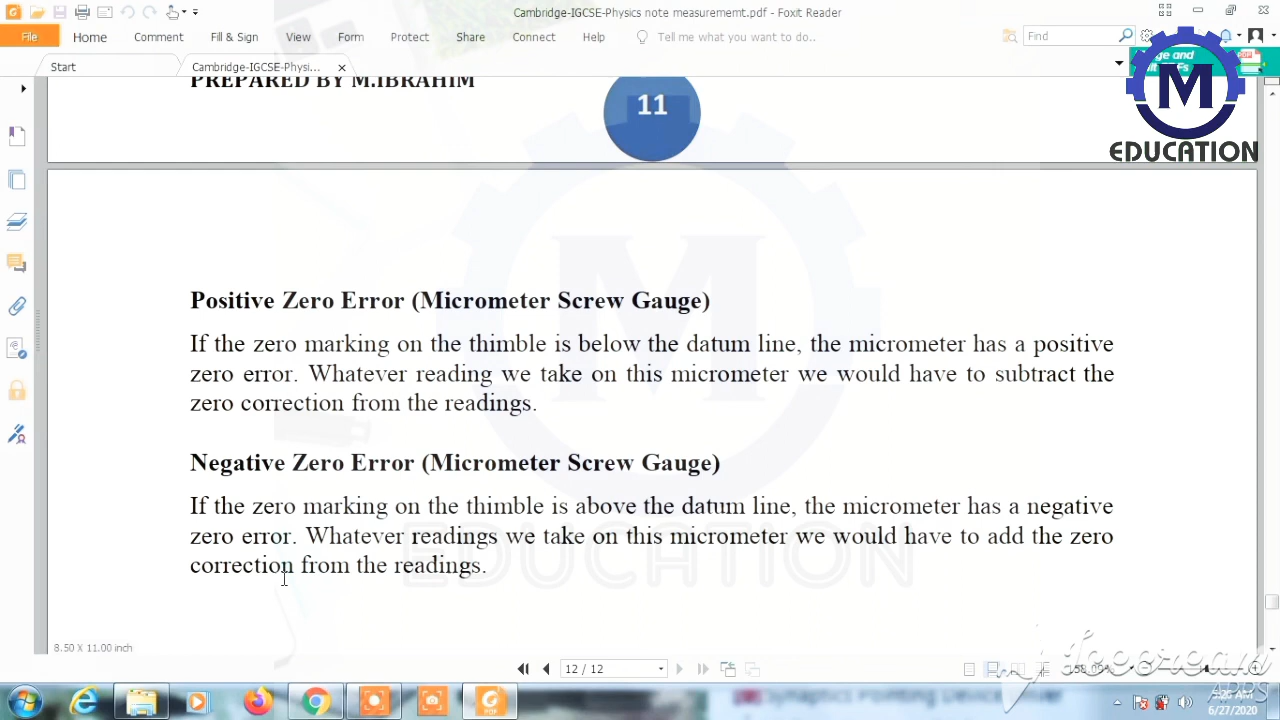 Cambridge-IGCSE-Physics note measurememt.pdf - Foxit Reader
File Home Comment Fill & Sign View Form Protect Share Connect Help Tell me what you want to do.. Find
Start Cambridge-IGCSE-Physi...
PREPARED BY M.IBRAHIM
11
M
EDUCATION
Positive Zero Error (Micrometer Screw Gauge)
If the zero marking on the thimble is below the datum line, the micrometer has a positive
zero error. Whatever reading we take on this micrometer we would have to subtract the
zero correction from the readings.
Negative Zero Error (Micrometer Screw Gauge)
If the zero marking on the thimble is above the datum line, the micrometer has a negative
zero error. Whatever readings we take on this micrometer we would have to add the zero
correction from the readings.
M
EDUCATION
8.50 X 11.00 inch
12 / 12
APPS
6/27/2020